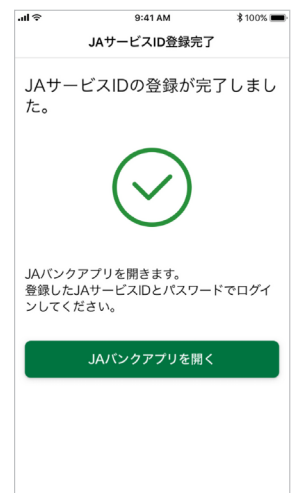 9:41 AM
100%
JAサービスID登録完了
JAサービスIDの登録が完了しまし
た。
JAバンクアプリを開きます。
登録したJAサービスIDとパスワードでログイ
ンしてください。
JAバンクアプリを開く